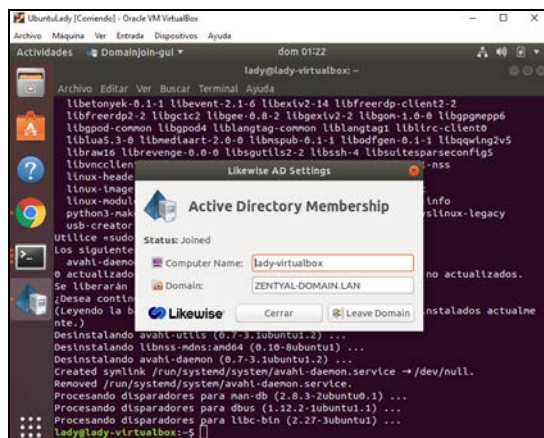 UbuntuLady [Corriendo] - Oracle VM VirtualBox
Archivo Máquina Ver Entrada Dispositivos Ayuda
Actividades Domainjoin-gui dom 01:22
lady@lady-virtualbox: ~
Archivo Editar Ver Buscar Terminal Ayuda
libetonyek-0.1-1 libevent-2.1-6 libexiv2-14 libfreerdp-client2-2
libfreerdp2-2 libgc1c2 libgee-0.8-2 libgexiv2-2 libgom-1.0-0 libgpgmepp6
libgpod-common libgpod4 liblangtag-common liblangtag1 liblirc-client0
liblua5.3-0 libmediaart-2.0-0 libmspub-0.1-1 libodfgen-0.1-1 libqqwing2v5
libraw16 librevenge-0.0-0 libsgutils2-2 libssh-4 libsuitesparseconfig5
libvncclien -nss
linux-heade
linux-image
linux-modul -info
python3-mak yslinux-legacy
usb-creator
Utilice «sudo
Los siguiente
avahi-daemo
0 actualizado no actualizados.
Se liberarán
¿Desea contin
(Leyendo la b instalados actualme
nte.)
Likewise AD Settings
Active Directory Membership
Status: Joined
Computer Name: lady-virtualbox
Domain: ZENTYAL-DOMAIN.LAN
Likewise Cerrar Leave Domain
Desinstalando avahi-utils (0.7-3.1ubuntu1.2) ...
Desinstalando libnss-mdns:amd64 (0.10-8ubuntu1) ...
Desinstalando avahi-daemon (0.7-3.1ubuntu1.2) ...
Created symlink /run/systemd/system/avahi-daemon.service → /dev/null.
Removed /run/systemd/system/avahi-daemon.service.
Procesando disparadores para man-db (2.8.3-2ubuntu0.1) ...
Procesando disparadores para dbus (1.12.2-1ubuntu1.1) ...
Procesando disparadores para libc-bin (2.27-3ubuntu1) ...
lady@lady-virtualbox:~$